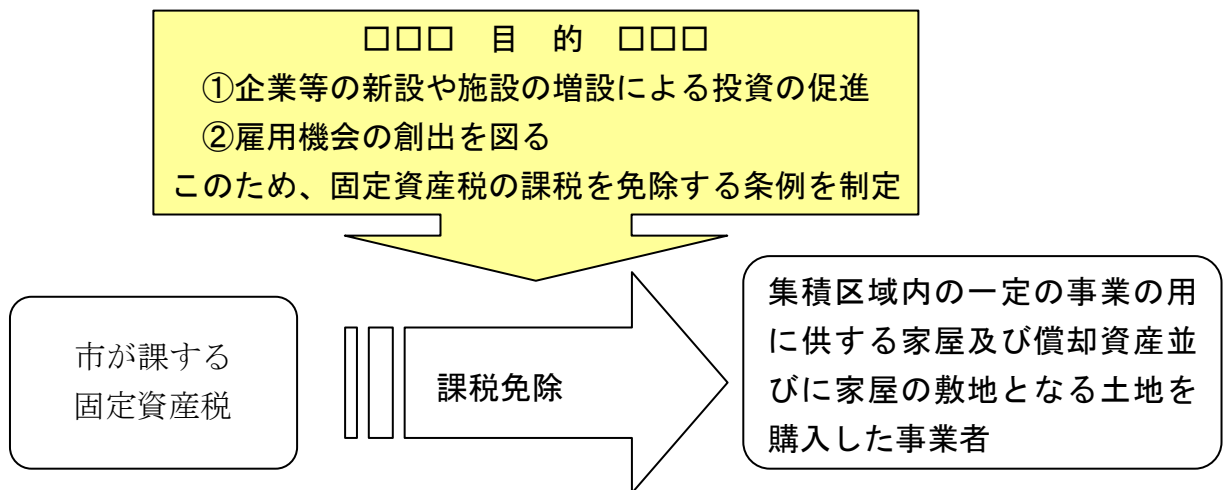 □□□ 目 的 □□□
①企業等の新設や施設の増設による投資の促進
②雇用機会の創出を図る
このため、固定資産税の課税を免除する条例を制定
市が課する
固定資産税
課税免除
集積区域内の一定の事業の用
に供する家屋及び償却資産並
びに家屋の敷地となる土地を
購入した事業者